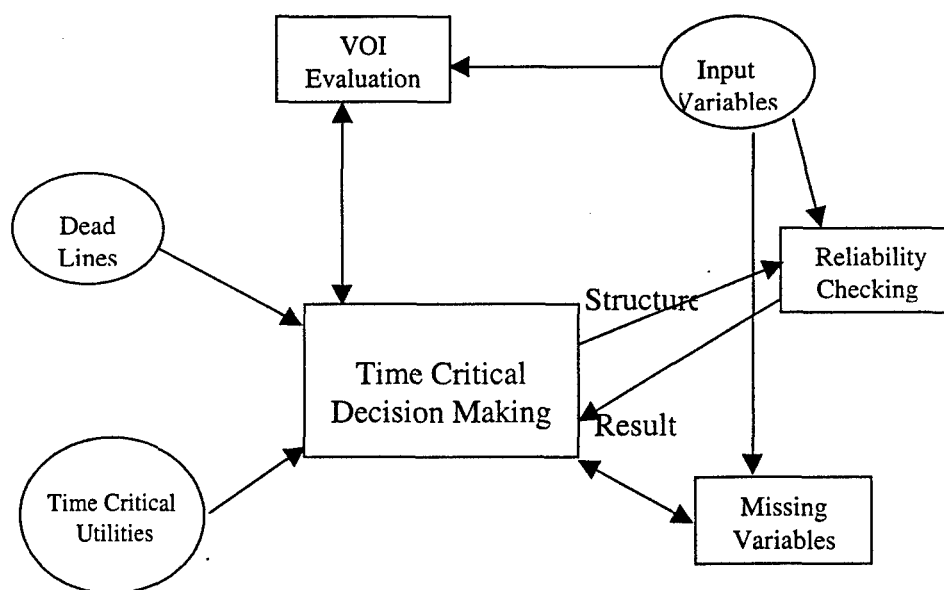 VOI
Evaluation
Input
Variables
Dead
Lines
Reliability
Checking
Structure
Time Critical
Decision Making
Result
Time Critical
Utilities
Missing
Variables